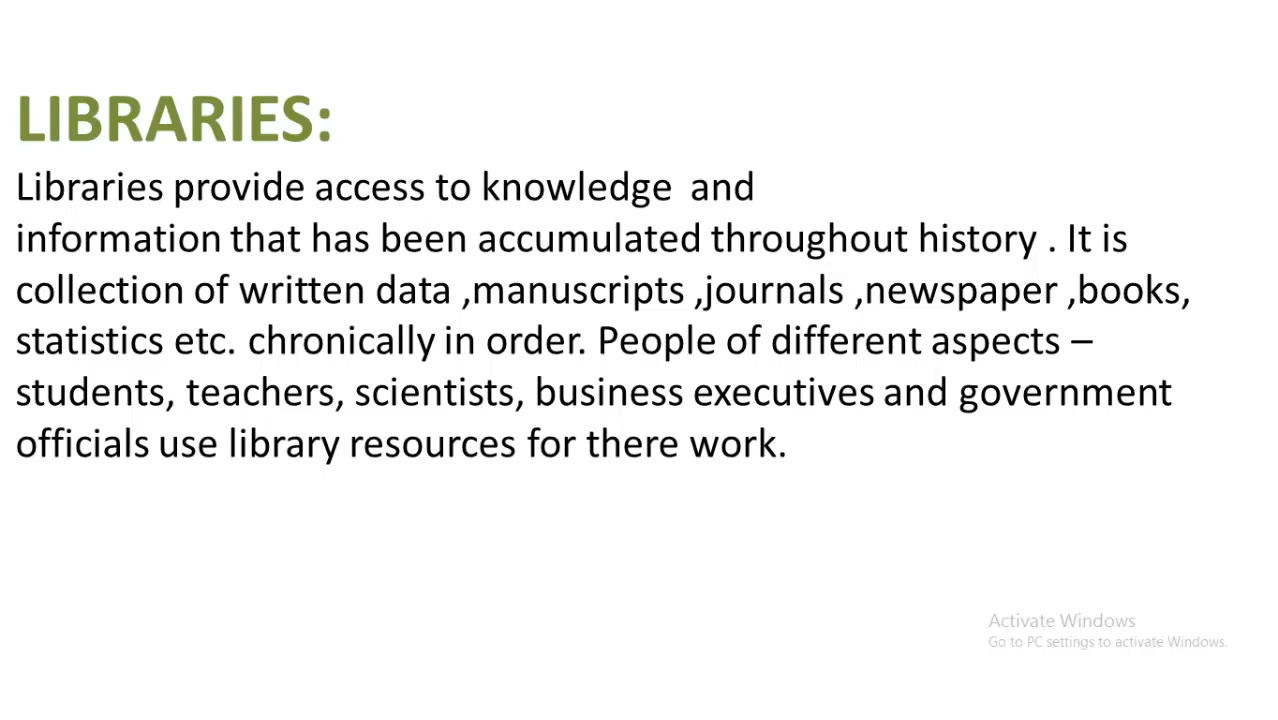 LIBRARIES:
Libraries provide access to knowledge  and
information that has been accumulated throughout history . It is
collection of written data ,manuscripts ,journals ,newspaper ,books,
statistics etc. chronically in order. People of different aspects –
students, teachers, scientists, business executives and government
officials use library resources for there work.
Activate Windows
Go to PC settings to activate Windows.